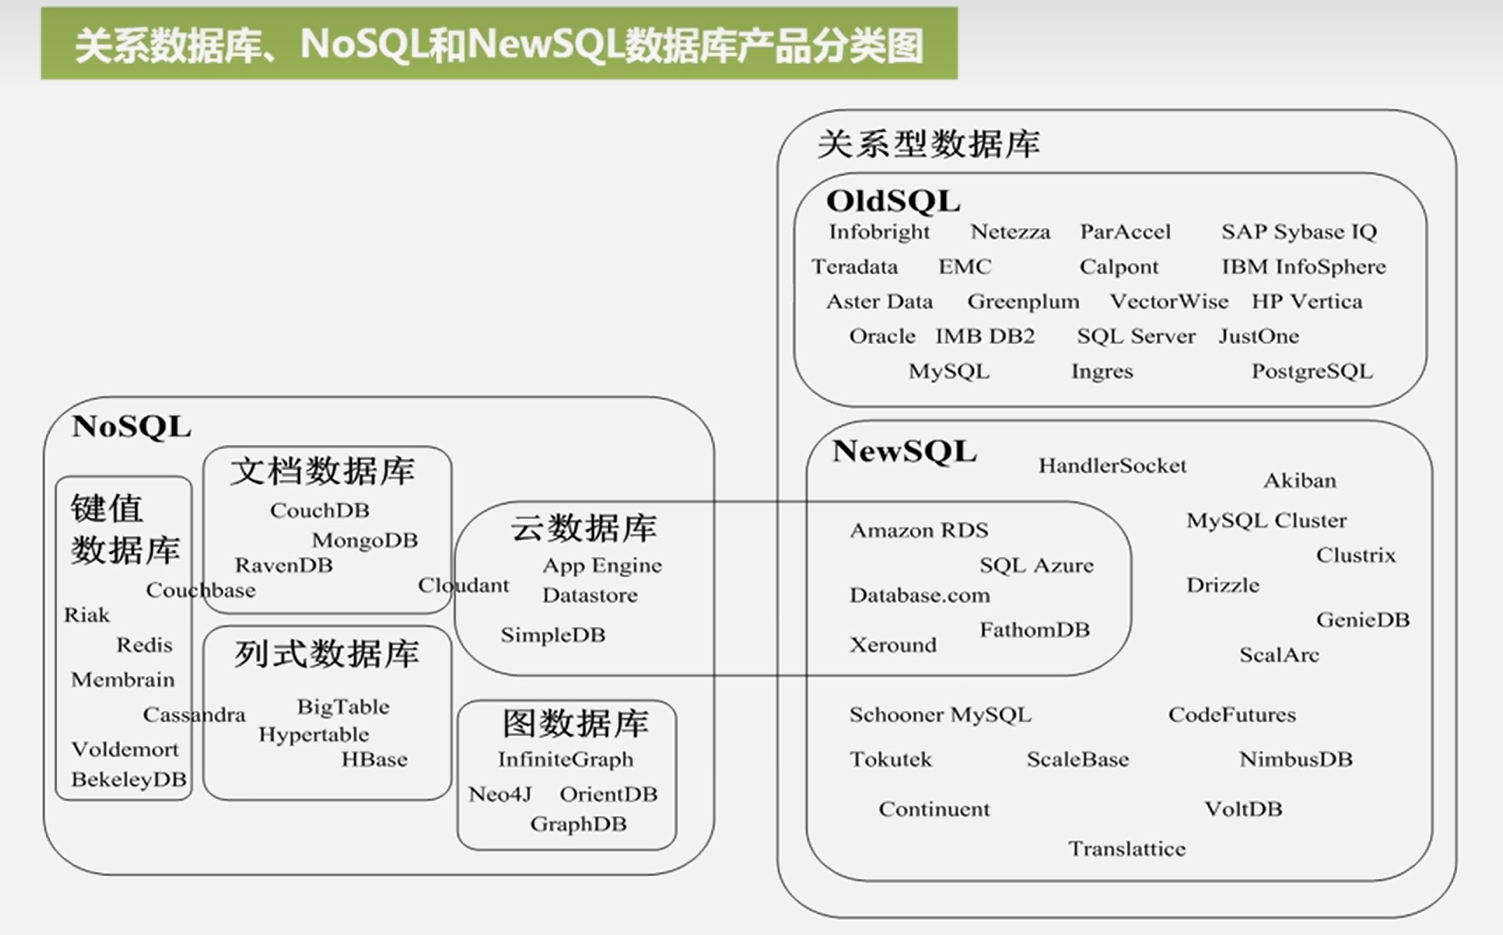 关系数据库、NoSQL和NewSQL数据库产品分类图
关系型数据库
OldSQL
Infobright Netezza ParAccel SAP Sybase IQ
Teradata EMC Calpont IBM InfoSphere
Aster Data Greenplum VectorWise HP Vertica
Oracle IMB DB2 SQL Server JustOne
MySQL Ingres PostgreSQL
NoSQL
键值
数据库
Couchbase
Riak
Redis
Membrain
Cassandra
Voldemort
BekeleyDB
文档数据库
CouchDB
MongoDB
RavenDB
Cloudant
列式数据库
BigTable
Hypertable
HBase
云数据库
App Engine
Datastore
SimpleDB
图数据库
InfiniteGraph
Neo4J OrientDB
GraphDB
NewSQL
HandlerSocket
Akiban
Amazon RDS
MySQL Cluster
SQL Azure
Clustrix
Database.com
Drizzle
FathomDB
GenieDB
Xeround
ScalArc
Schooner MySQL CodeFutures
Tokutek ScaleBase NimbusDB
Continuent VoltDB
Translattice